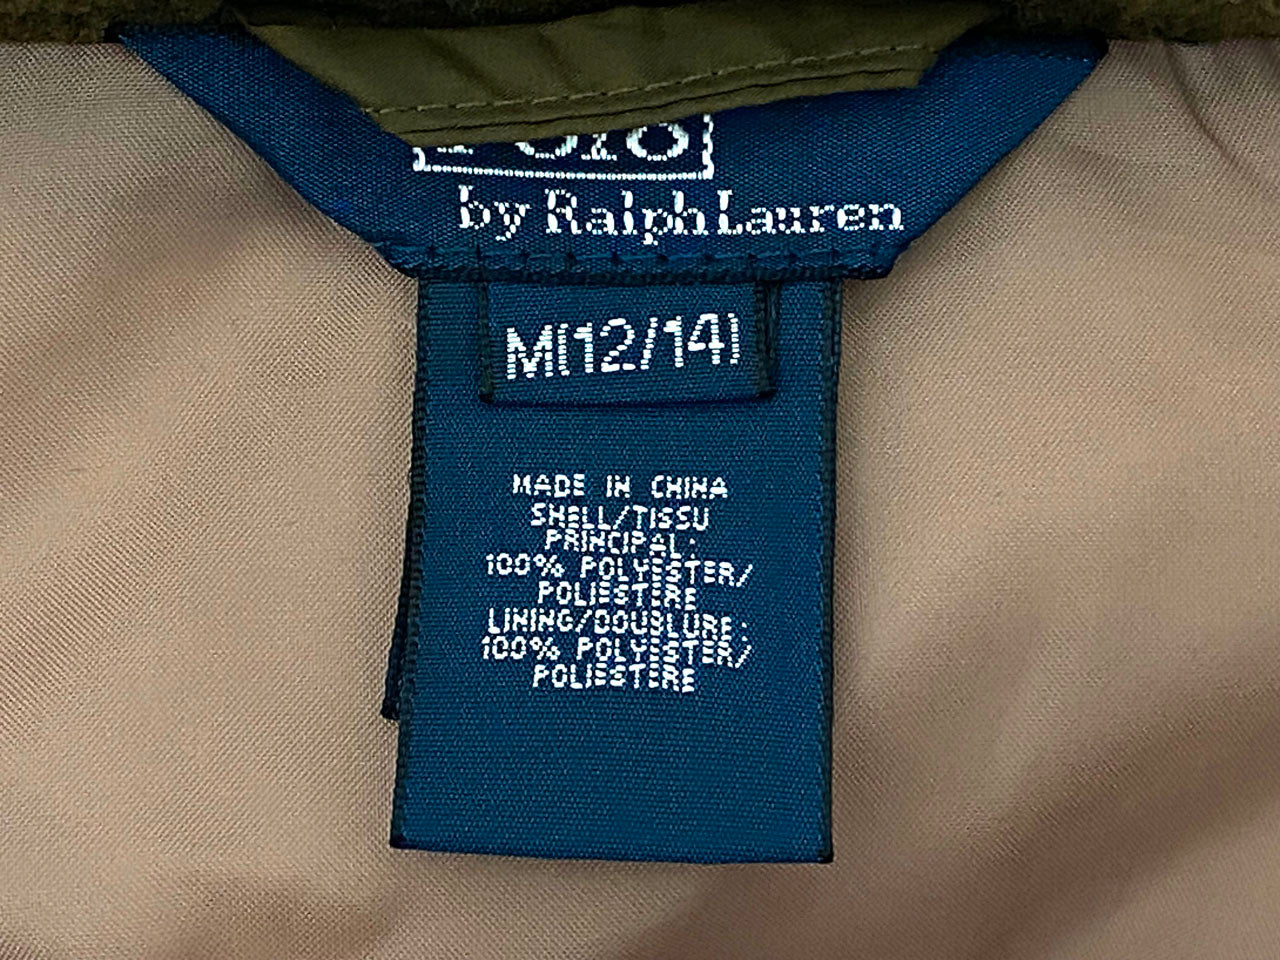 Polo
by Ralph Lauren
M(12/14)
MADE IN CHINA
SHELL/TISSU
PRINCIPAL:
100% POLYESTER/
POLIESTERE
LINING/DOUBLURE:
100% POLYESTER/
POLIESTERE